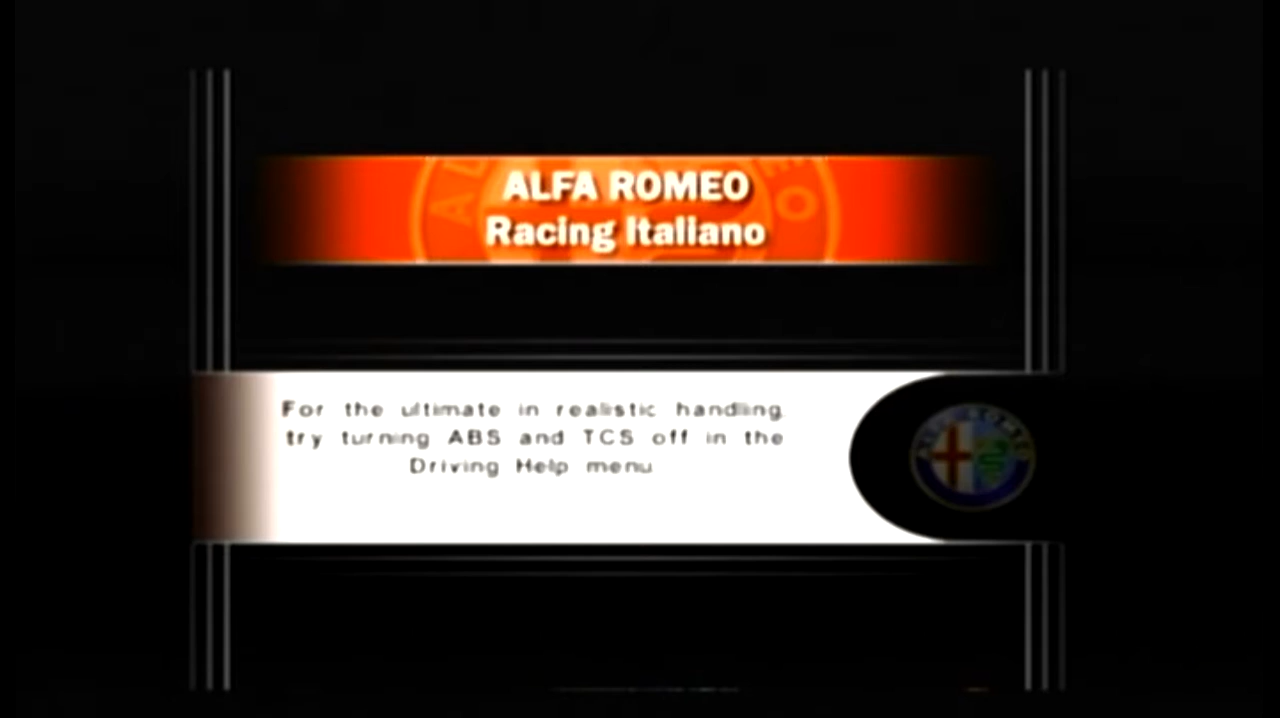 ALFA ROMEO
Racing Italiano
For the ultimate in realistic handling,
try turning ABS and TCS off in the
Driving Help menu